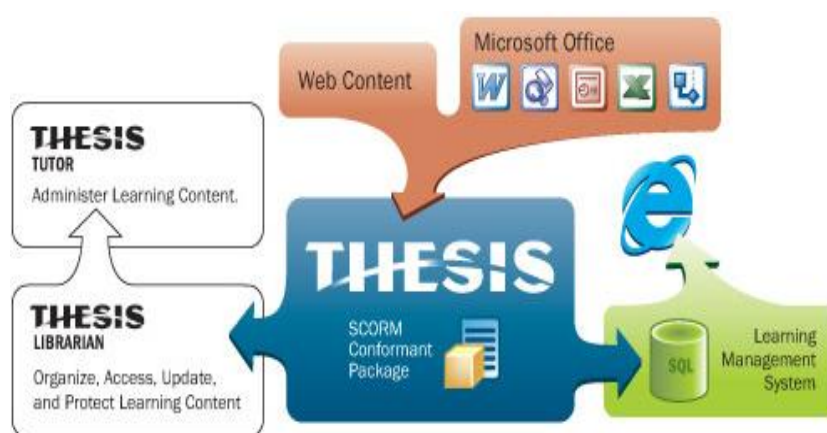 Microsoft Office
Web Content
THESIS
TUTOR
Administer Learning Content.
THESIS
LIBRARIAN
Organize, Access, Update,
and Protect Learning Content
THESIS
SCORM
Conformant
Package
SQL
Learning
Management
System